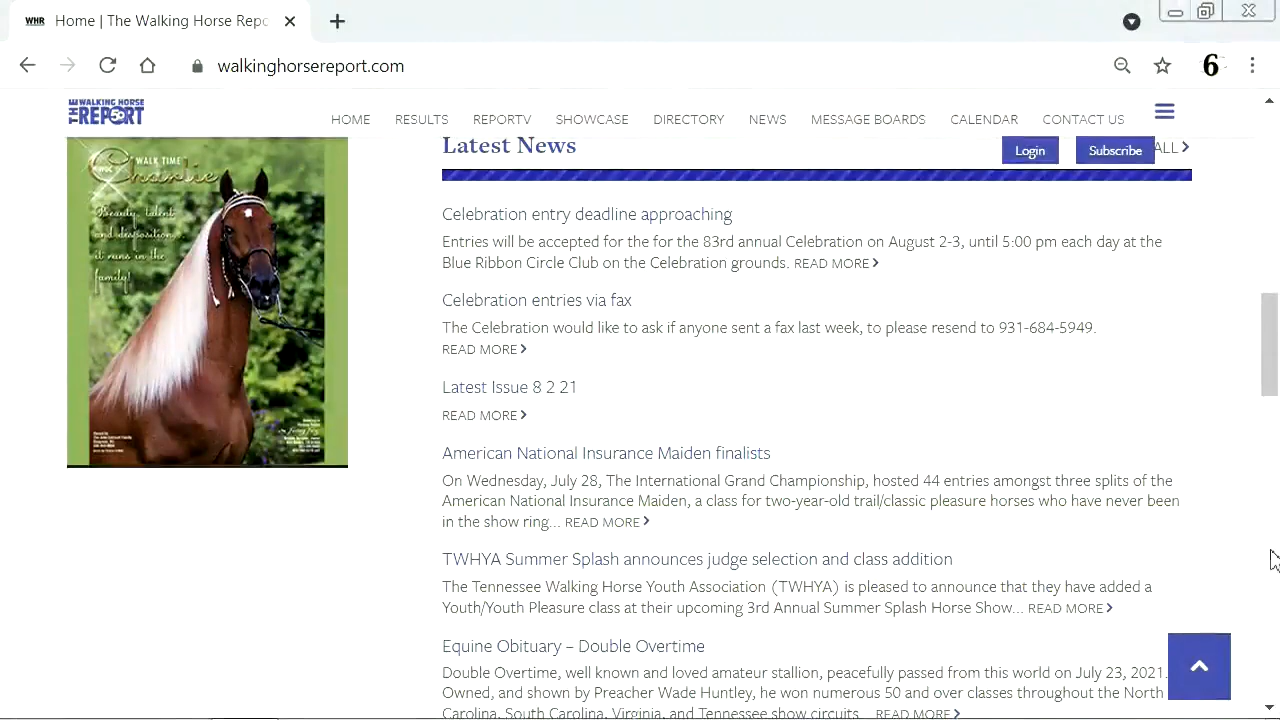 WHR Home | The Walking Horse Repo
walkinghorsereport.com
6
THE WALKING HORSE REPORT 50
HOME RESULTS REPORTV SHOWCASE DIRECTORY NEWS MESSAGE BOARDS CALENDAR CONTACT US
Latest News
Login Subscribe ALL
WALK TIME
Charlie
Beauty, talent
and disposition,
it runs in the
family!
Celebration entry deadline approaching
Entries will be accepted for the for the 83rd annual Celebration on August 2-3, until 5:00 pm each day at the
Blue Ribbon Circle Club on the Celebration grounds. READ MORE
Celebration entries via fax
The Celebration would like to ask if anyone sent a fax last week, to please resend to 931-684-5949.
READ MORE
Latest Issue 8 2 21
READ MORE
American National Insurance Maiden finalists
On Wednesday, July 28, The International Grand Championship, hosted 44 entries amongst three splits of the
American National Insurance Maiden, a class for two-year-old trail/classic pleasure horses who have never been
in the show ring... READ MORE
TWHYA Summer Splash announces judge selection and class addition
The Tennessee Walking Horse Youth Association (TWHYA) is pleased to announce that they have added a
Youth/Youth Pleasure class at their upcoming 3rd Annual Summer Splash Horse Show... READ MORE
Equine Obituary – Double Overtime
Double Overtime, well known and loved amateur stallion, peacefully passed from this world on July 23, 2021.
Owned, and shown by Preacher Wade Huntley, he won numerous 50 and over classes throughout the North
Carolina, South Carolina, Virginia, and Tennessee show circuits... READ MORE